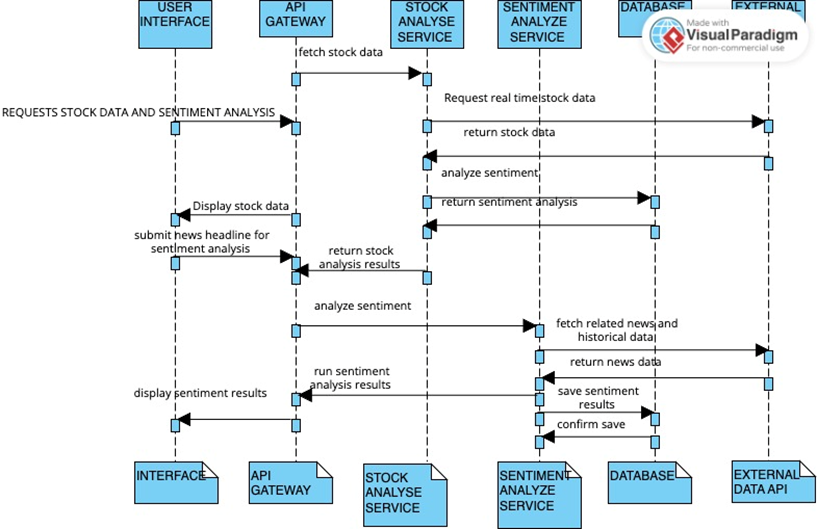 USER
INTERFACE
API
GATEWAY
STOCK
ANALYSE
SERVICE
SENTIMENT
ANALYZE
SERVICE
DATABASE
EXTERNAL
Made with
VisualParadigm
For non-commercial use
fetch stock data
Request real time stock data
REQUESTS STOCK DATA AND SENTIMENT ANALYSIS
return stock data
analyze sentiment
Display stock data
return sentiment analysis
submit news headline for
sentiment analysis
return stock
analysis results
analyze sentiment
fetch related news and
historical data
return news data
run sentiment
analysis results
display sentiment results
save sentiment
results
confirm save
INTERFACE
API
GATEWAY
STOCK
ANALYSE
SERVICE
SENTIMENT
ANALYZE
SERVICE
DATABASE
EXTERNAL
DATA API